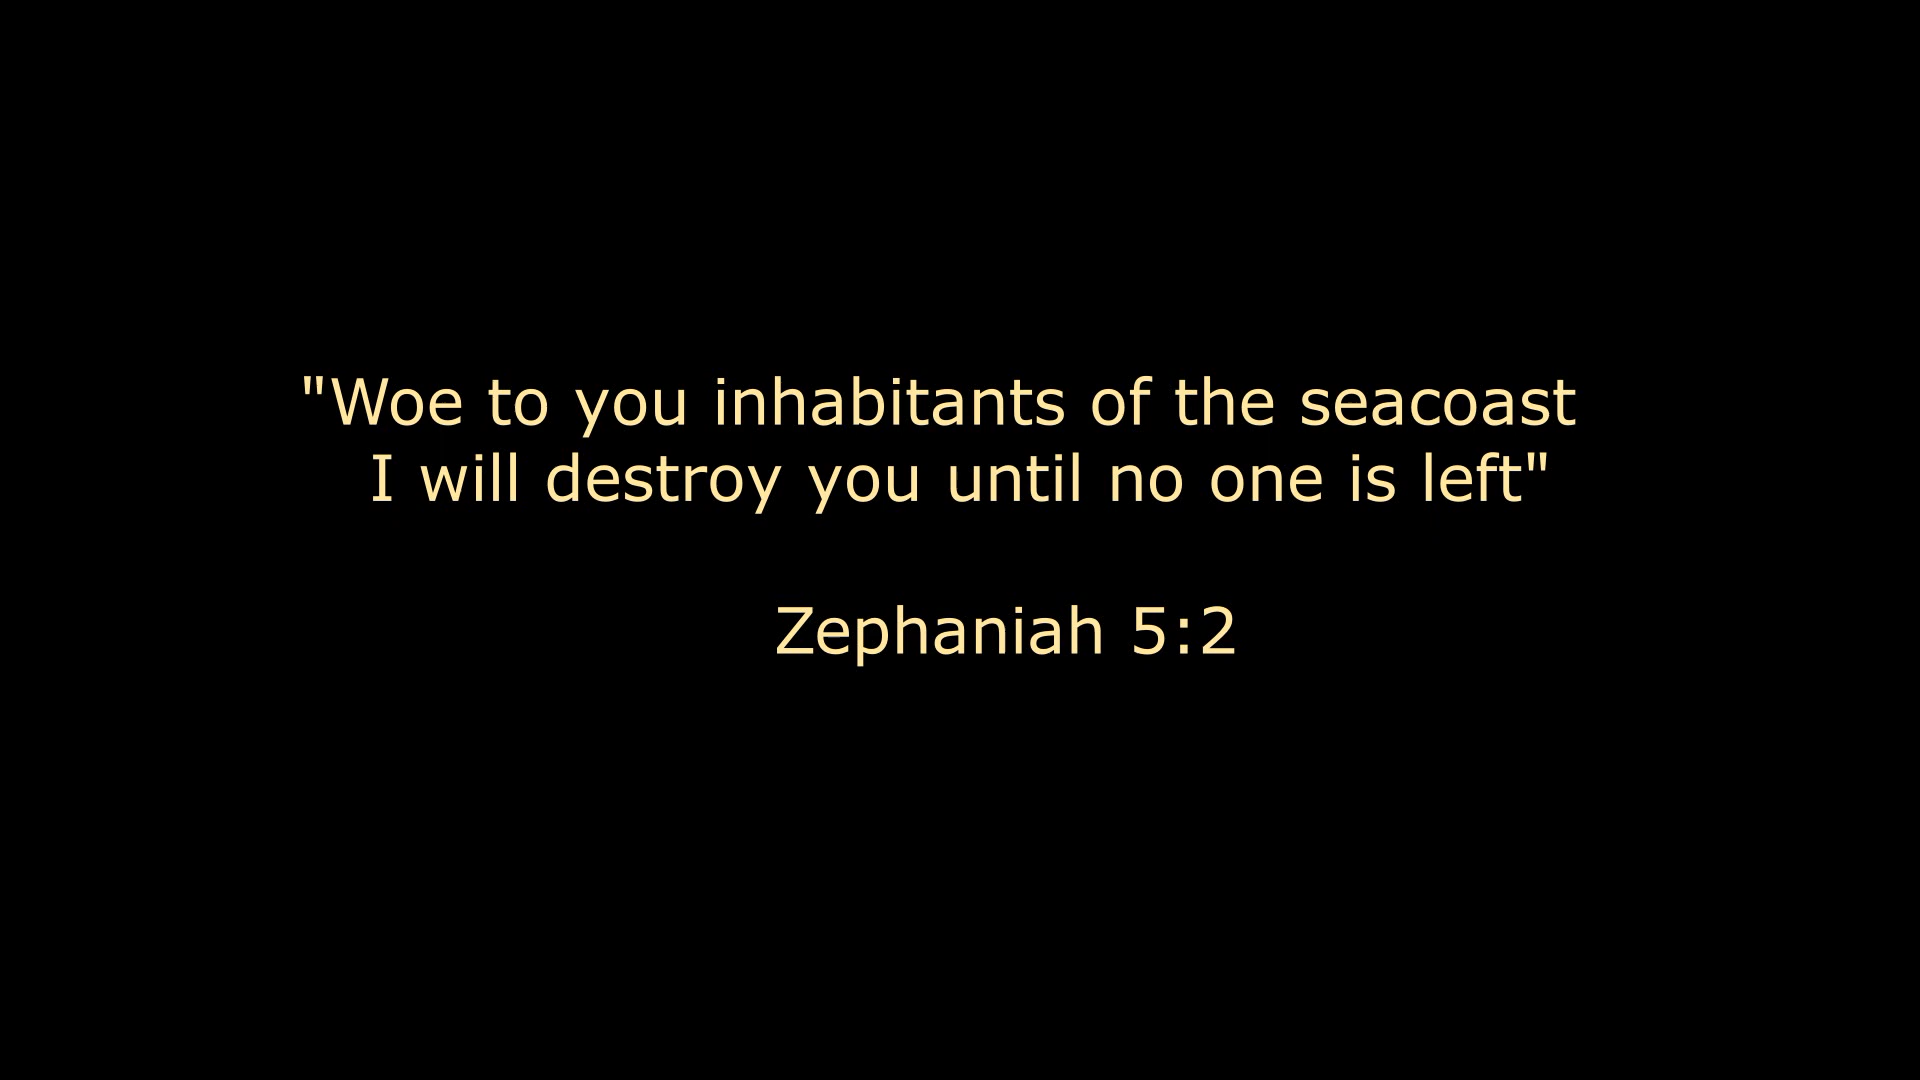 "Woe to you inhabitants of the seacoast
I will destroy you until no one is left"
Zephaniah 5:2